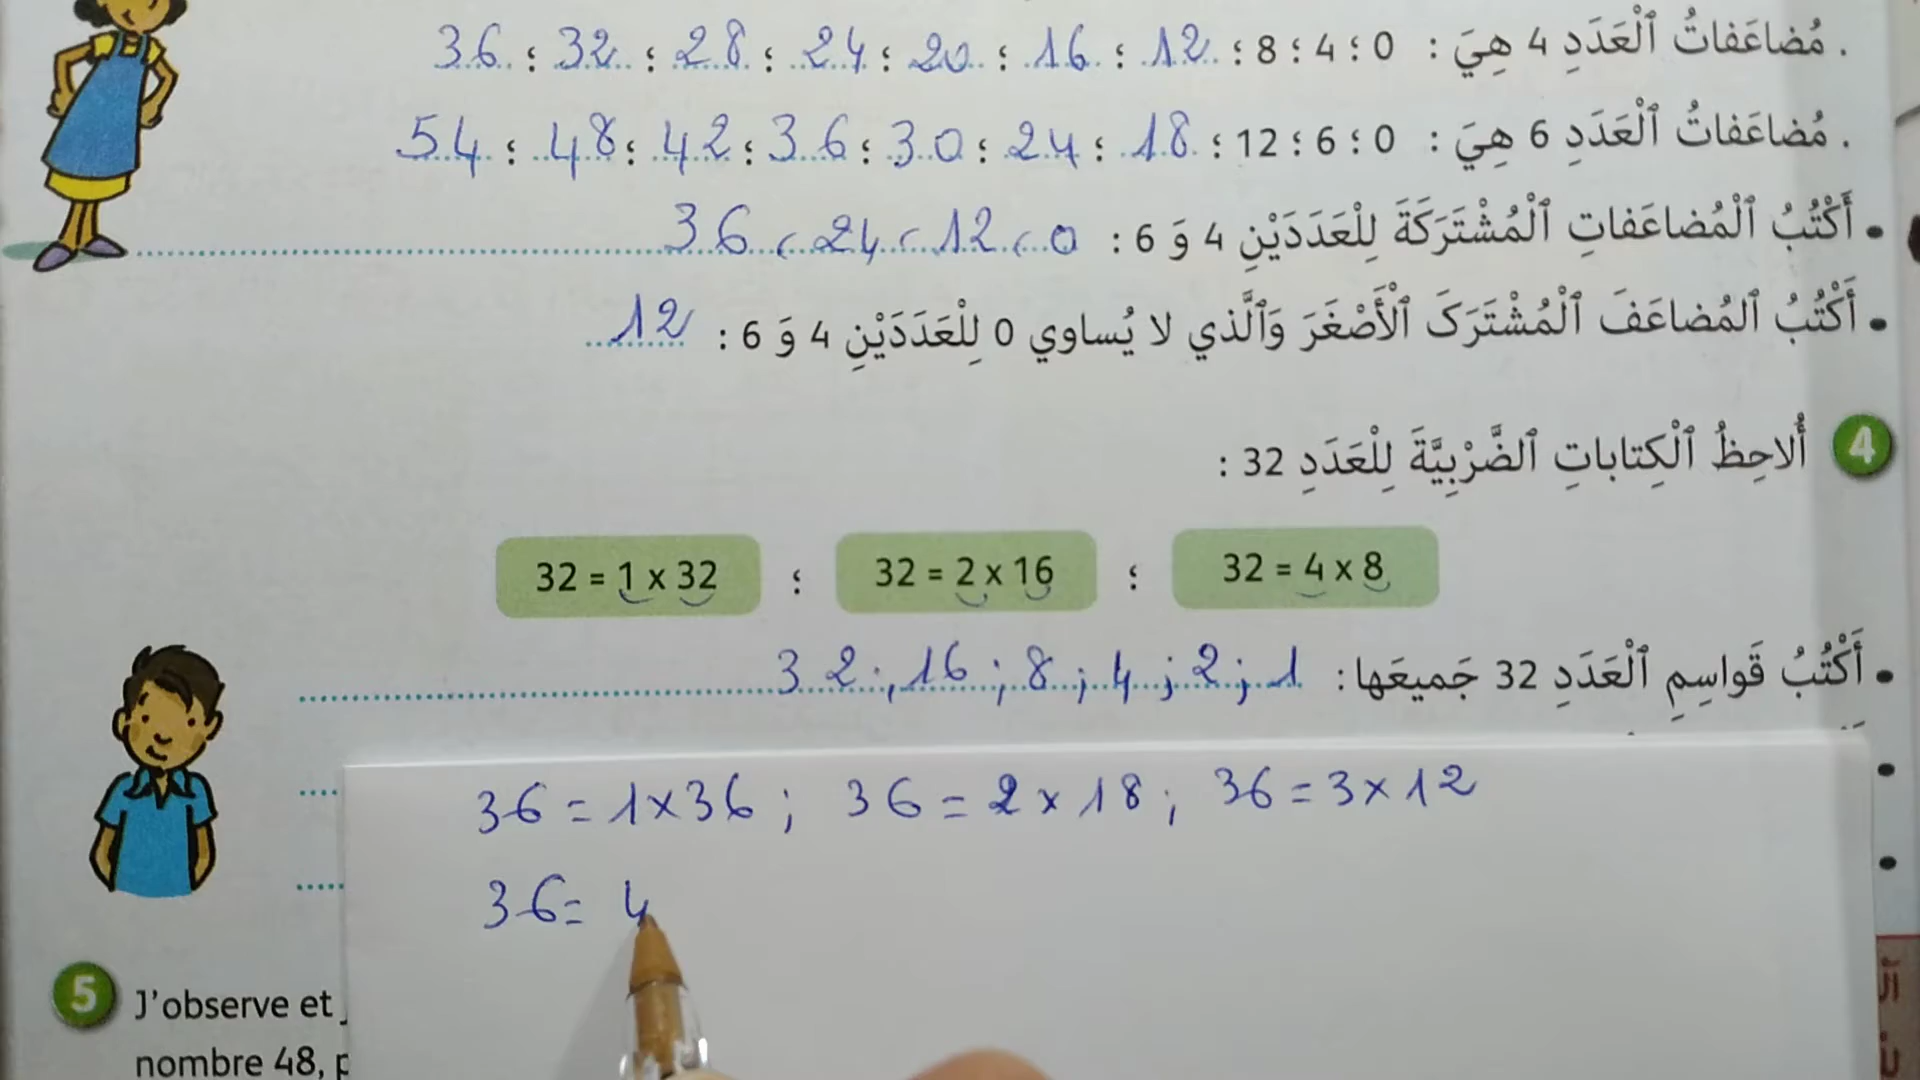 . مُضاعَفاتُ ٱلْعَدَدِ 4 هِيَ : 0 ؛ 4 ؛ 8 ؛ 12 ؛ 16 ؛ 20 ؛ 24 ؛ 28 ؛ 32 ؛ 36
. مُضاعَفاتُ ٱلْعَدَدِ 6 هِيَ : 0 ؛ 6 ؛ 12 ؛ 18 ؛ 24 ؛ 30 ؛ 36 ؛ 42 ؛ 48 ؛ 54
• أَكْتُبُ ٱلْمُضاعَفاتِ ٱلْمُشْتَرَكَةَ لِلْعَدَدَيْنِ 4 وَ 6 : 0 ، 12 ، 24 ، 36
• أَكْتُبُ ٱلمُضاعَفَ ٱلْمُشْتَرَكَ ٱلْأَصْغَرَ وَٱلَّذي لا يُساوي 0 لِلْعَدَدَيْنِ 4 وَ 6 : 12
4 أُلاحِظُ ٱلْكِتاباتِ ٱلضَّرْبِيَّةَ لِلْعَدَدِ 32 :
32 = 4 x 8 ؛ 32 = 2 x 16 ؛ 32 = 1 x 32
• أَكْتُبُ قَواسِمِ ٱلْعَدَدِ 32 جَميعَها : 1 ; 2 ; 4 ; 8 ; 16 ; 32
36 = 1 x 36 ; 36 = 2 x 18 ; 36 = 3 x 12
36 = 4
5 J'observe et
nombre 48,